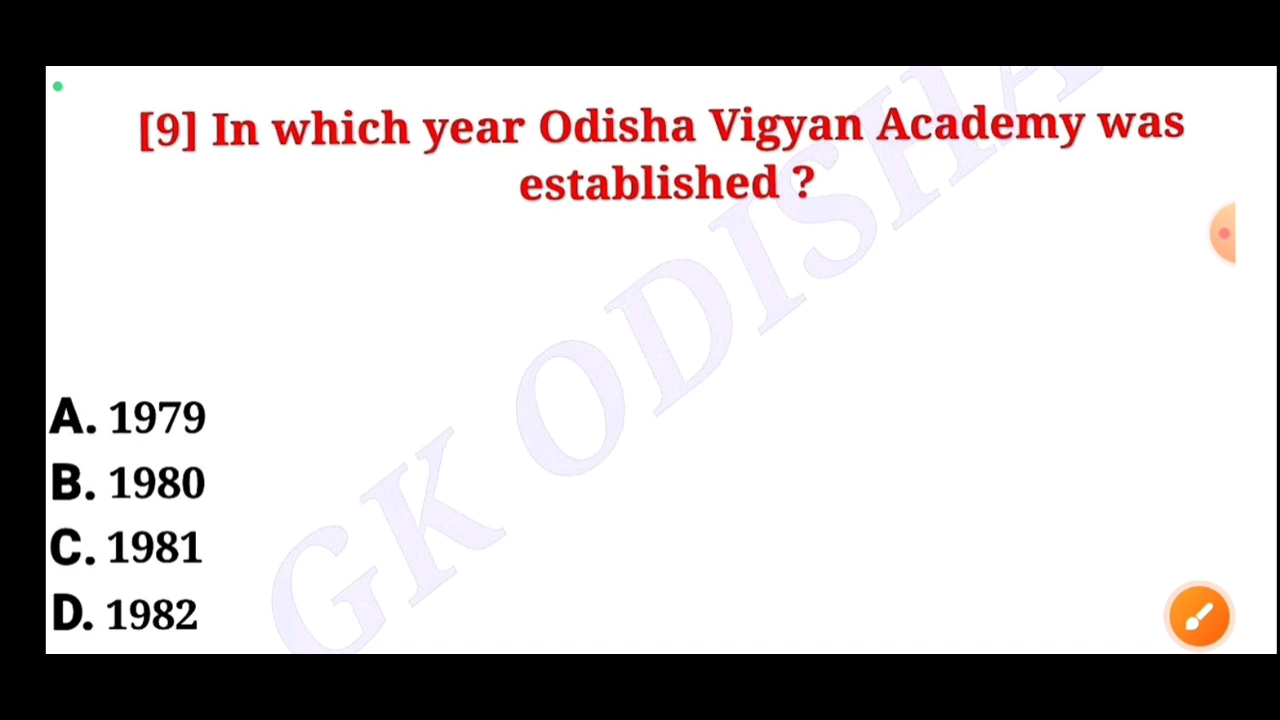 [9] In which year Odisha Vigyan Academy was
established ?
GK ODISHA
A. 1979
B. 1980
C. 1981
D. 1982